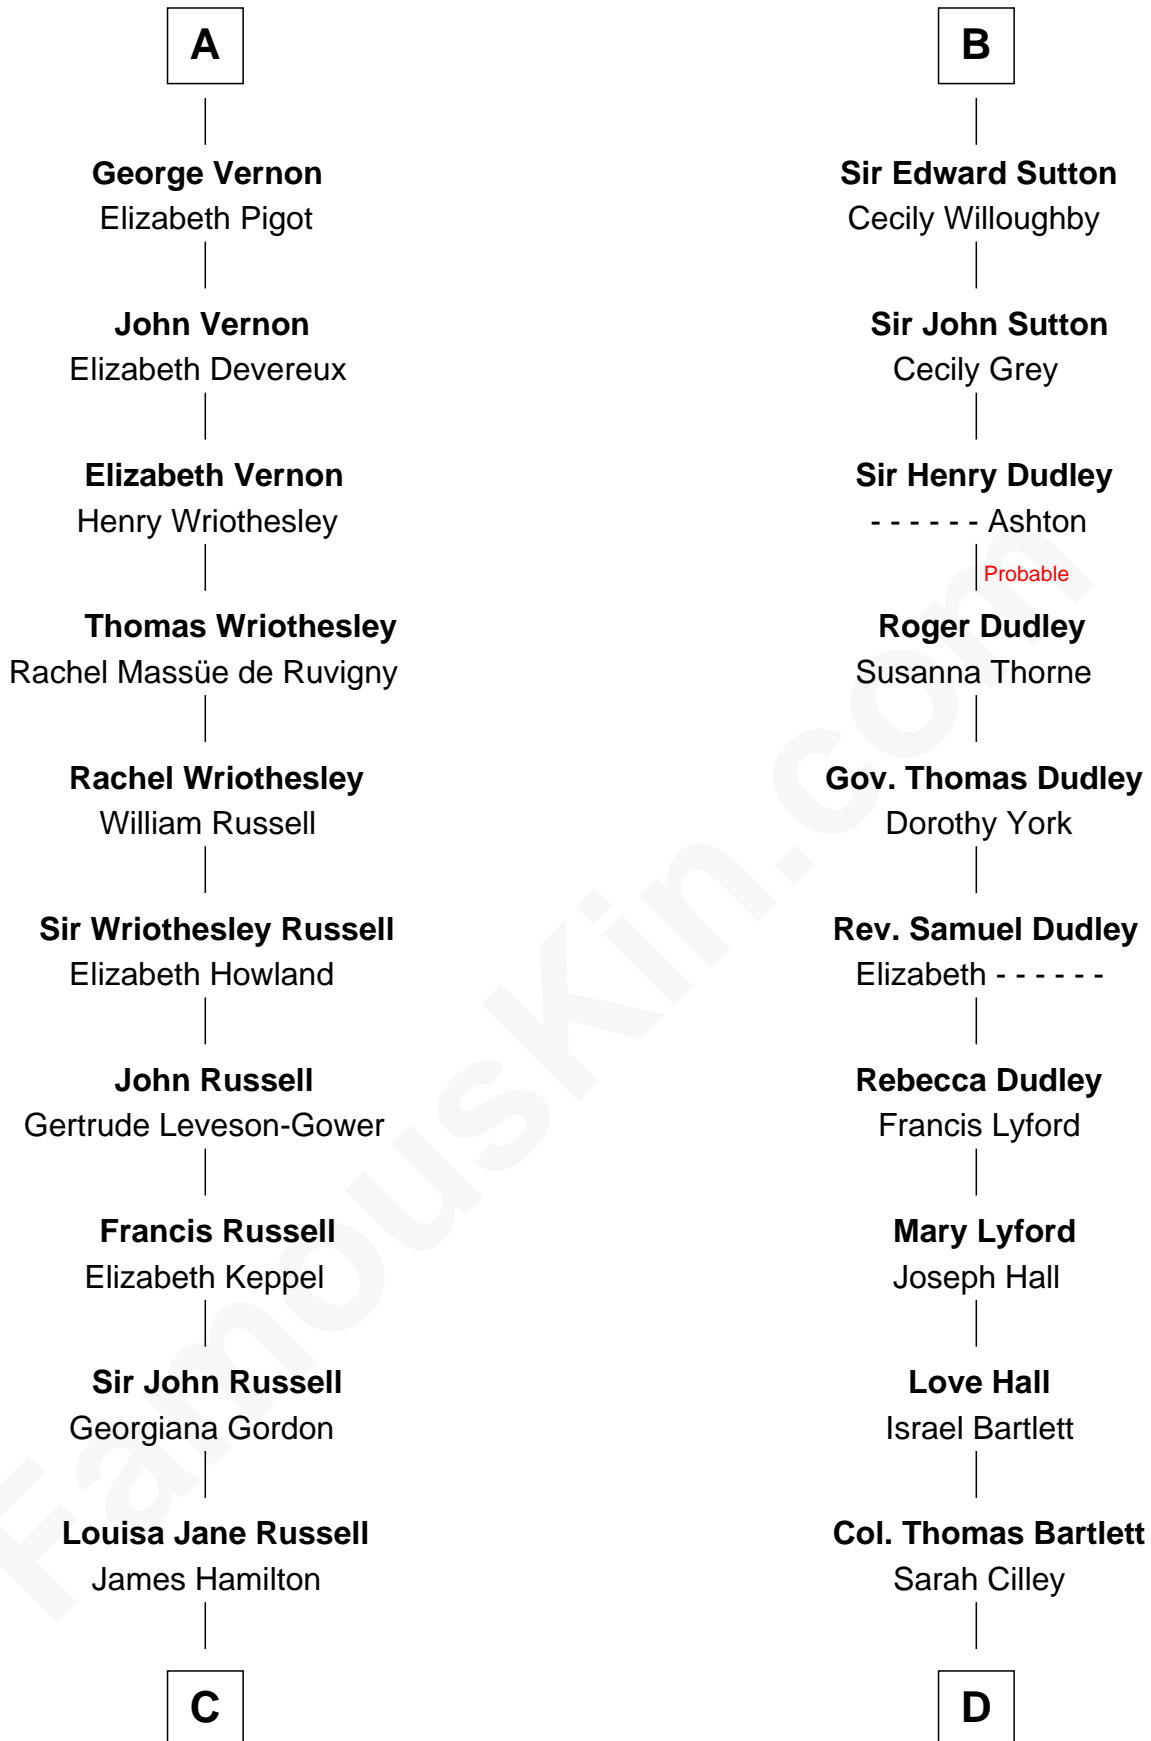 A
George Vernon
Elizabeth Pigot
John Vernon
Elizabeth Devereux
Elizabeth Vernon
Henry Wriothesley
Thomas Wriothesley
Rachel Massüe de Ruvigny
Rachel Wriothesley
William Russell
Sir Wriothesley Russell
Elizabeth Howland
John Russell
Gertrude Leveson-Gower
Francis Russell
Elizabeth Keppel
Sir John Russell
Georgiana Gordon
Louisa Jane Russell
James Hamilton
C
B
Sir Edward Sutton
Cecily Willoughby
Sir John Sutton
Cecily Grey
Sir Henry Dudley
- - - - - - Ashton
Probable
Roger Dudley
Susanna Thorne
Gov. Thomas Dudley
Dorothy York
Rev. Samuel Dudley
Elizabeth - - - - - -
Rebecca Dudley
Francis Lyford
Mary Lyford
Joseph Hall
Love Hall
Israel Bartlett
Col. Thomas Bartlett
Sarah Cilley
D
FamousKin.com